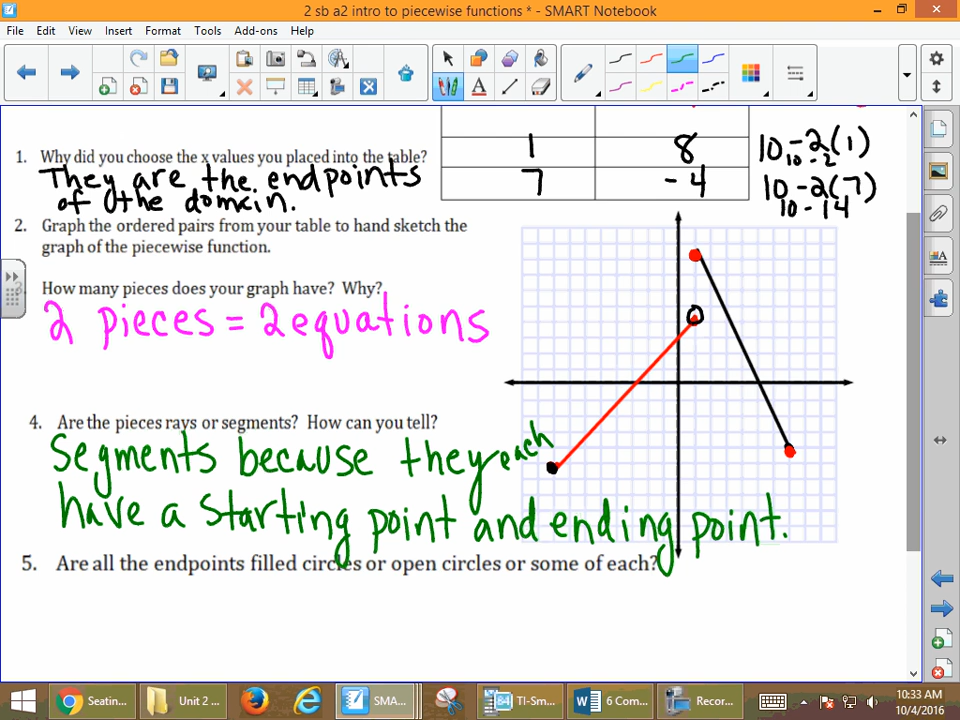 2 sb a2 intro to piecewise functions * - SMART Notebook
File Edit View Insert Format Tools Add-ons Help
1 8 10-2(1)
10-2
1. Why did you choose the x values you placed into the table?
They are the endpoints
of the domain.
7 -4 10-2(7)
10-14
2. Graph the ordered pairs from your table to hand sketch the
graph of the piecewise function.
How many pieces does your graph have? Why?
2 pieces = 2 equations
4. Are the pieces rays or segments? How can you tell?
Segments because they each
have a starting point and ending point.
5. Are all the endpoints filled circles or open circles or some of each?
Seatin... Unit 2 ... SMA... TI-Sm... 6 Com... Recor...
10:33 AM
10/4/2016